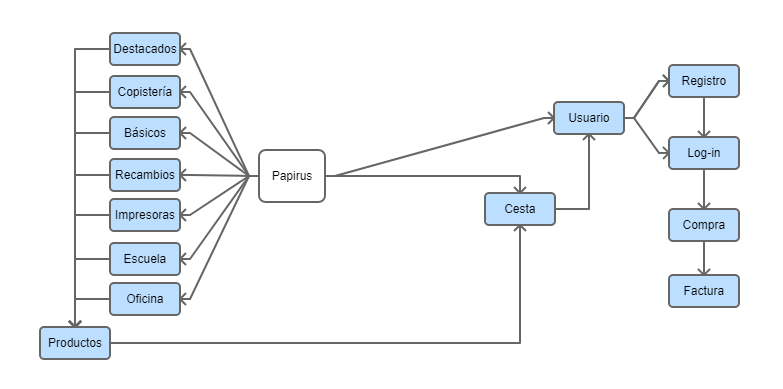 Destacados
Copistería
Básicos
Recambios
Impresoras
Escuela
Oficina
Productos
Papirus
Cesta
Usuario
Registro
Log-in
Compra
Factura